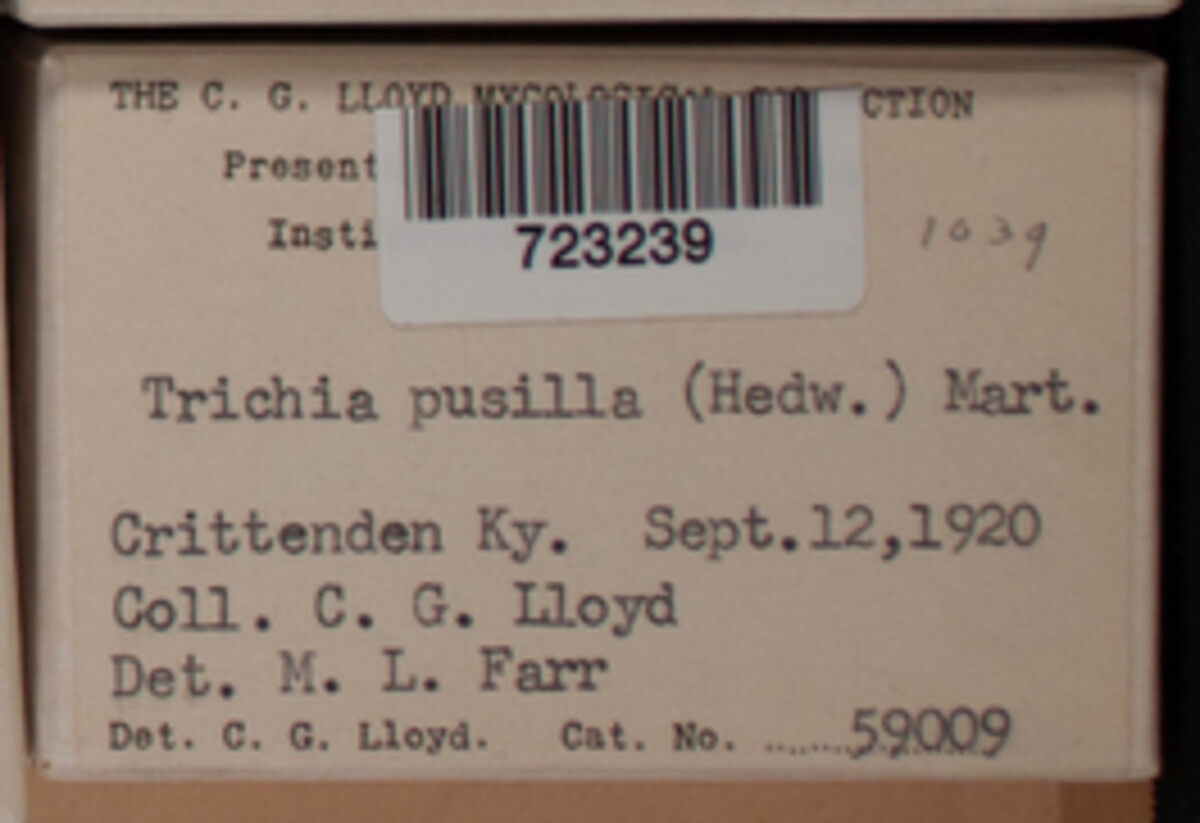 THE C. G. LLOYD MYCOLOGICAL CTION
Present
Insti
723239
1039
Trichia pusilla (Hedw.) Mart.
Crittenden Ky. Sept.12,1920
Coll. C. G. Lloyd
Det. M. L. Farr
Det. C. G. Lloyd. Cat. No. ........59009